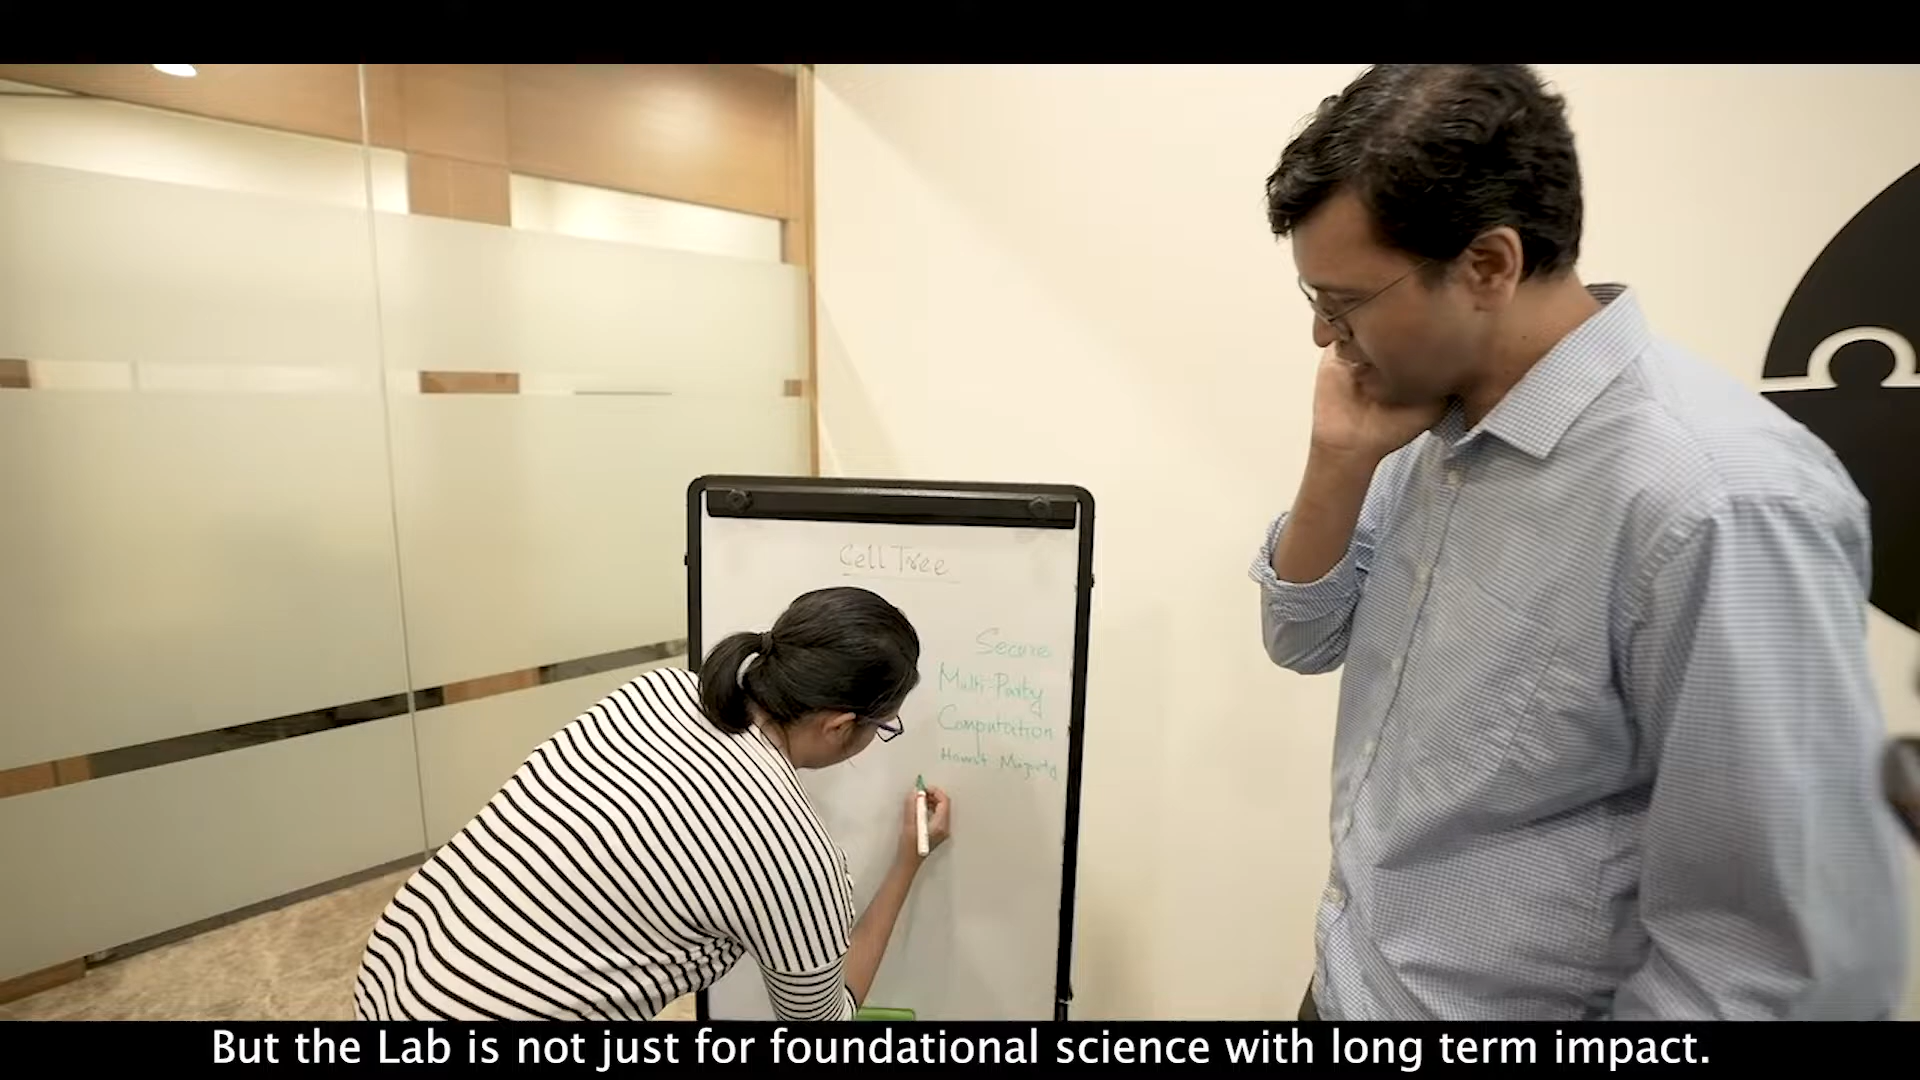 Cell Tree
Secure
Multi-Party
Computation
Honest Majority
But the Lab is not just for foundational science with long term impact.